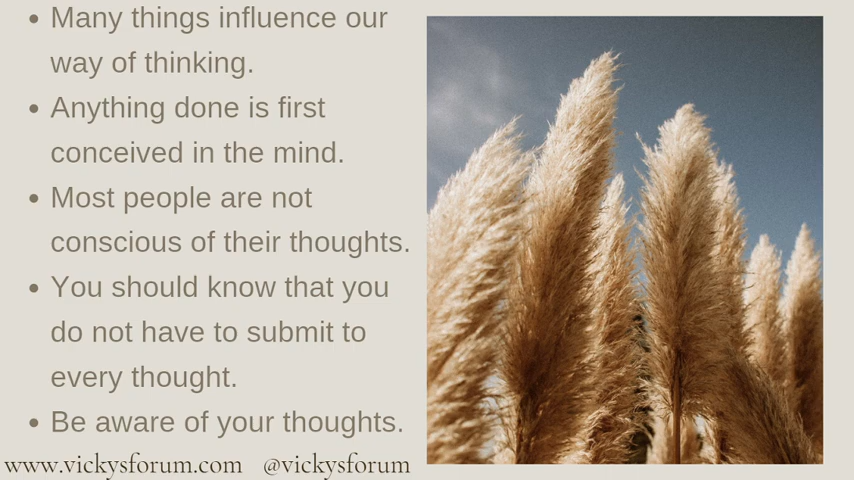 • Many things influence our
way of thinking.
• Anything done is first
conceived in the mind.
• Most people are not
conscious of their thoughts.
• You should know that you
do not have to submit to
every thought.
• Be aware of your thoughts.
www.vickysforum.com @vickysforum